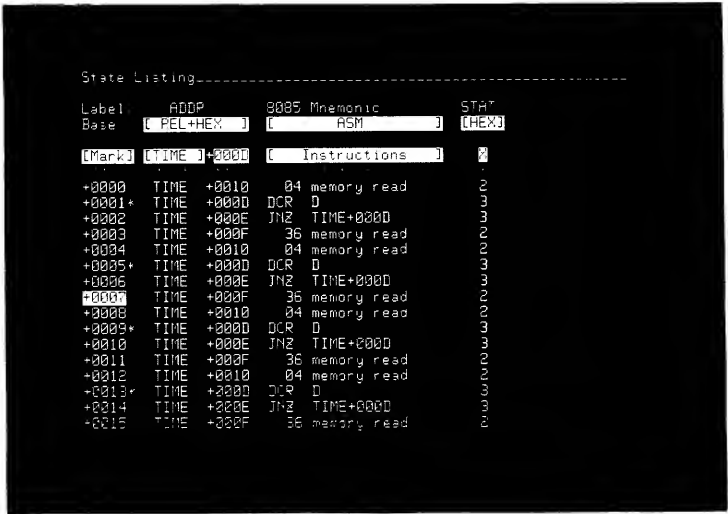 State Listing
Label ADDR 8085 Mnemonic STAT
Base [ REL+HEX ] [ ASM ] [HEX]
[Mark] [TIME ]+000D [ Instructions ] X
+0000 TIME +0010 04 memory read 2
+0001* TIME +000D DCR D 3
+0002 TIME +000E JNZ TIME+000D 3
+0003 TIME +000F 36 memory read 2
+0004 TIME +0010 04 memory read 2
+0005* TIME +000D DCR D 3
+0006 TIME +000E JNZ TIME+000D 3
+0007 TIME +000F 36 memory read 2
+0008 TIME +0010 04 memory read 2
+0009* TIME +000D DCR D 3
+0010 TIME +000E JNZ TIME+000D 3
+0011 TIME +000F 36 memory read 2
+0012 TIME +0010 04 memory read 2
+0013* TIME +000D DCR D 3
+0014 TIME +000E JNZ TIME+000D 3
+0015 TIME +000F 36 memory read 2